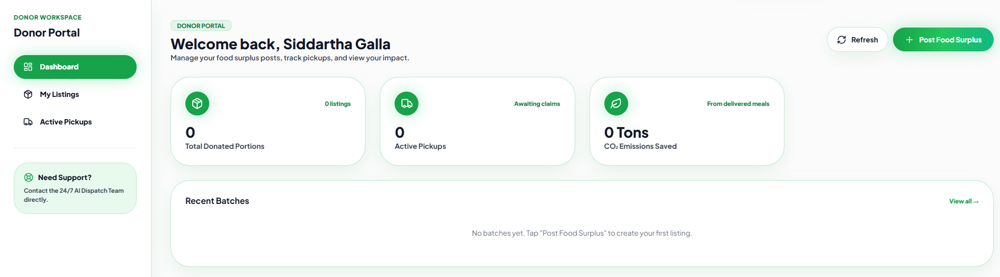 DONOR WORKSPACE
Donor Portal
Dashboard
My Listings
Active Pickups
Need Support?
Contact the 24/7 AI Dispatch Team
directly.
DONOR PORTAL
Welcome back, Siddartha Galla
Manage your food surplus posts, track pickups, and view your impact.
Refresh
Post Food Surplus
0 listings
0
Total Donated Portions
Awaiting claims
0
Active Pickups
From delivered meals
0 Tons
CO₂ Emissions Saved
Recent Batches
View all →
No batches yet. Tap "Post Food Surplus" to create your first listing.